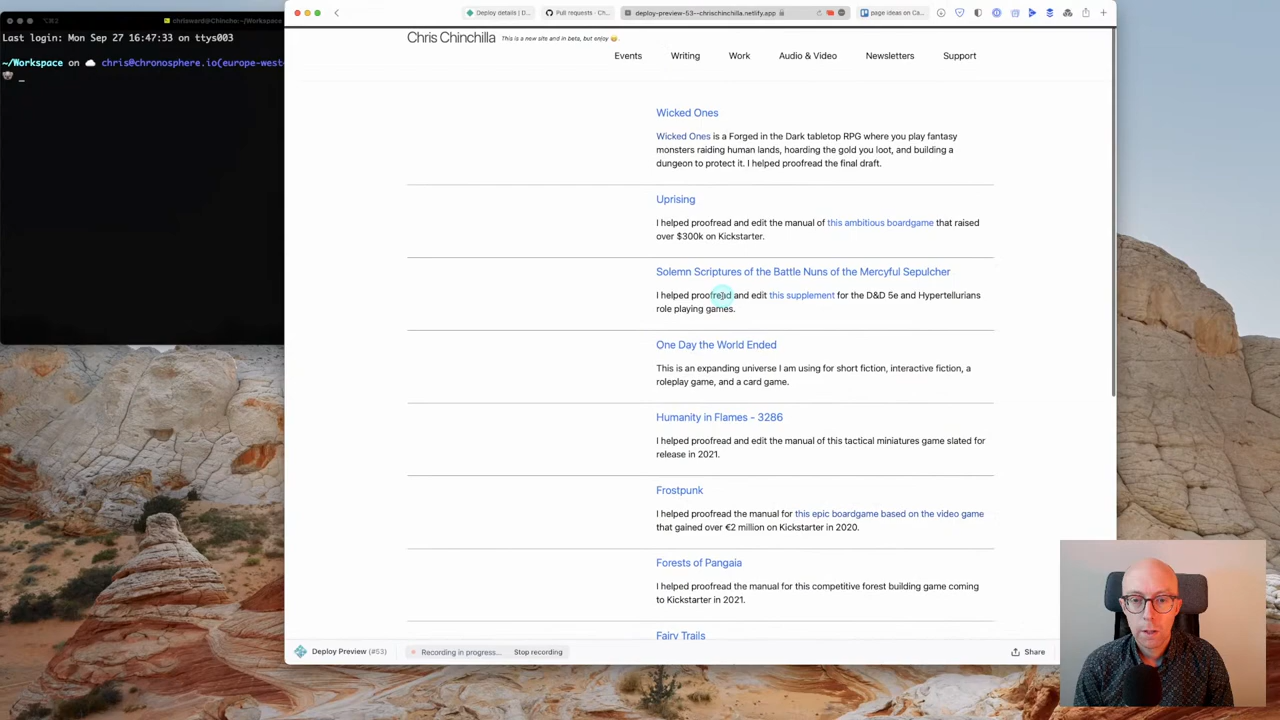 ⌥⌘2
chrisward@Chincho:~/Workspace
Last login: Mon Sep 27 16:47:33 on ttys003
~/Workspace on ☁️ chris@chronosphere.io(europe-west
Deploy details | D...
Pull requests · Ch...
deploy-preview-53--chrischinchilla.netlify.app
page ideas on Ca...
Chris Chinchilla
This is a new site and in beta, but enjoy 😋.
Events
Writing
Work
Audio & Video
Newsletters
Support
Wicked Ones
Wicked Ones is a Forged in the Dark tabletop RPG where you play fantasy
monsters raiding human lands, hoarding the gold you loot, and building a
dungeon to protect it. I helped proofread the final draft.
Uprising
I helped proofread and edit the manual of this ambitious boardgame that raised
over $300k on Kickstarter.
Solemn Scriptures of the Battle Nuns of the Mercyful Sepulcher
I helped proofread and edit this supplement for the D&D 5e and Hypertellurians
role playing games.
One Day the World Ended
This is an expanding universe I am using for short fiction, interactive fiction, a
roleplay game, and a card game.
Humanity in Flames - 3286
I helped proofread and edit the manual of this tactical miniatures game slated for
release in 2021.
Frostpunk
I helped proofread the manual for this epic boardgame based on the video game
that gained over €2 million on Kickstarter in 2020.
Forests of Pangaia
I helped proofread the manual for this competitive forest building game coming
to Kickstarter in 2021.
Fairy Trails
Deploy Preview (#53)
Recording in progress...
Stop recording
Share